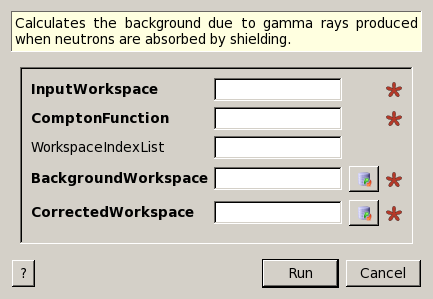 Calculates the background due to gamma rays produced
when neutrons are absorbed by shielding.
InputWorkspace *
ComptonFunction *
WorkspaceIndexList
BackgroundWorkspace *
CorrectedWorkspace *
? Run Cancel